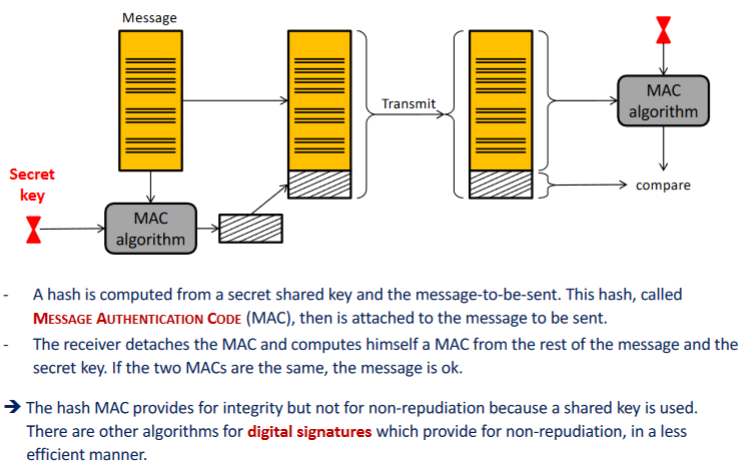 Message
Transmit
MAC
algorithm
Secret
key
compare
MAC
algorithm
- A hash is computed from a secret shared key and the message-to-be-sent. This hash, called
MESSAGE AUTHENTICATION CODE (MAC), then is attached to the message to be sent.
- The receiver detaches the MAC and computes himself a MAC from the rest of the message and the
secret key. If the two MACs are the same, the message is ok.
➔ The hash MAC provides for integrity but not for non-repudiation because a shared key is used.
There are other algorithms for digital signatures which provide for non-repudiation, in a less
efficient manner.